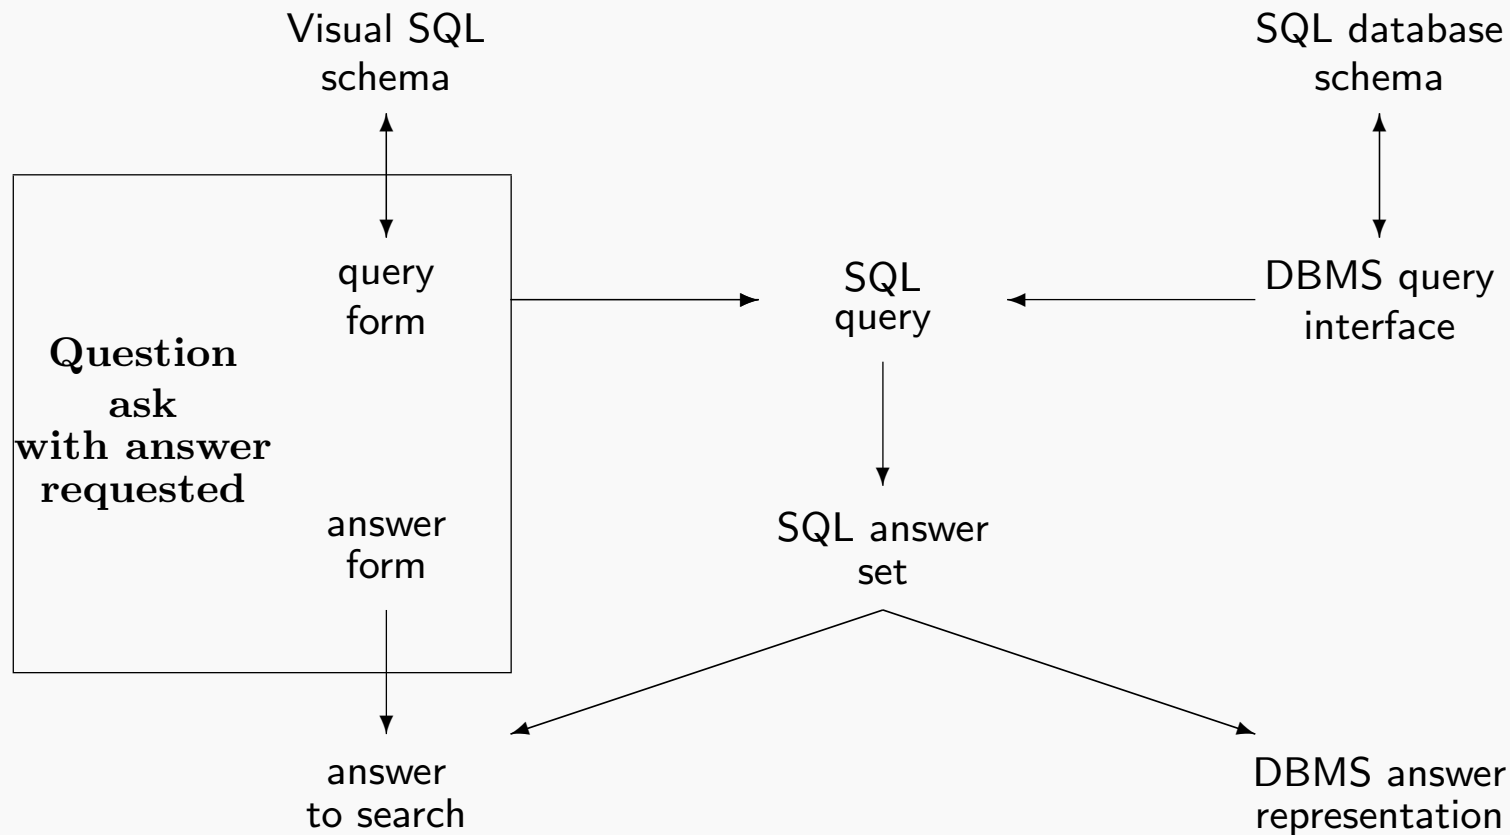 Visual SQL
schema
SQL database
schema
query
form
SQL
query
DBMS query
interface
Question
ask
with answer
requested
answer
form
SQL answer
set
answer
to search
DBMS answer
representation